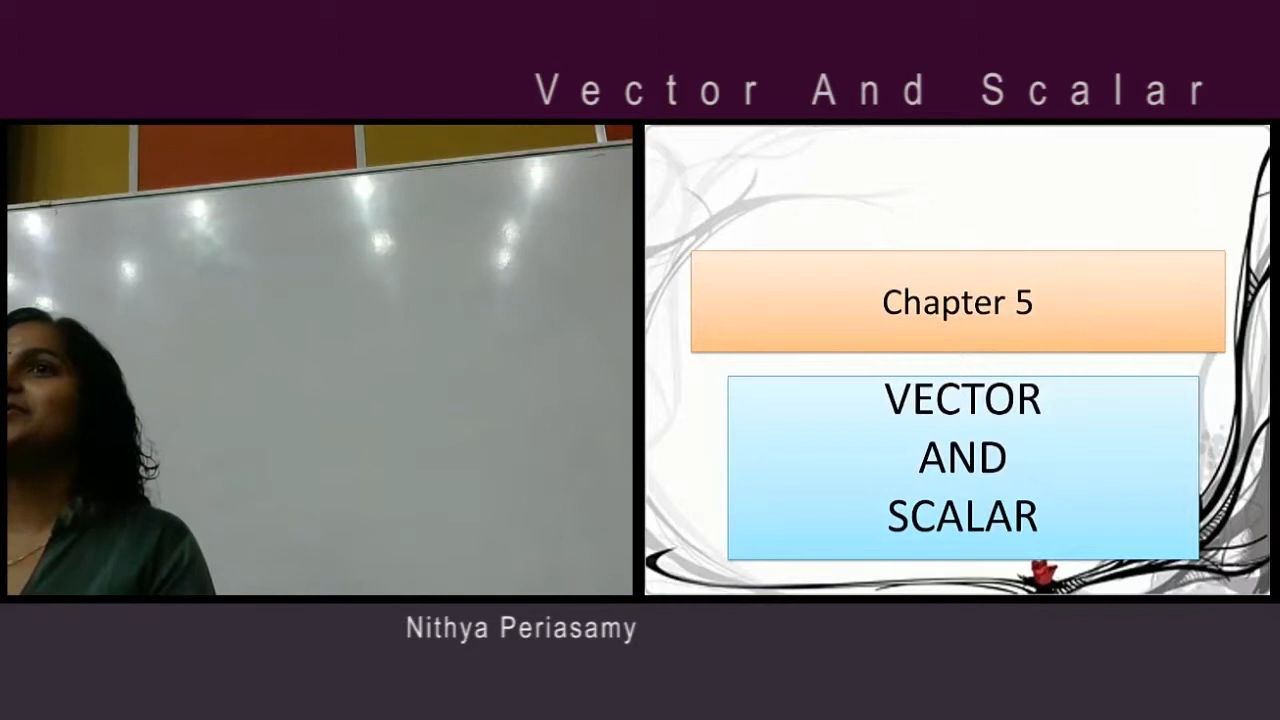 Vector And Scalar
Chapter 5
VECTOR
AND
SCALAR
Nithya Periasamy